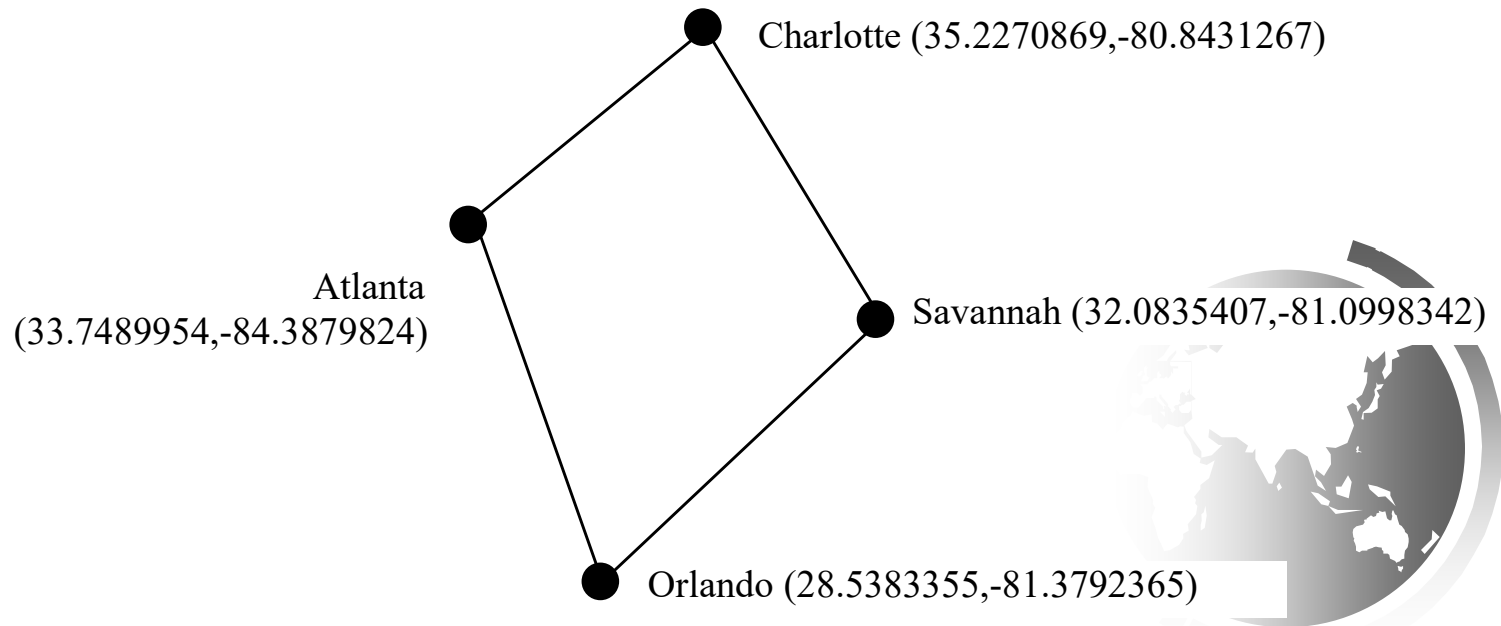 Charlotte (35.2270869,-80.8431267)
Atlanta
(33.7489954,-84.3879824)
Savannah (32.0835407,-81.0998342)
Orlando (28.5383355,-81.3792365)